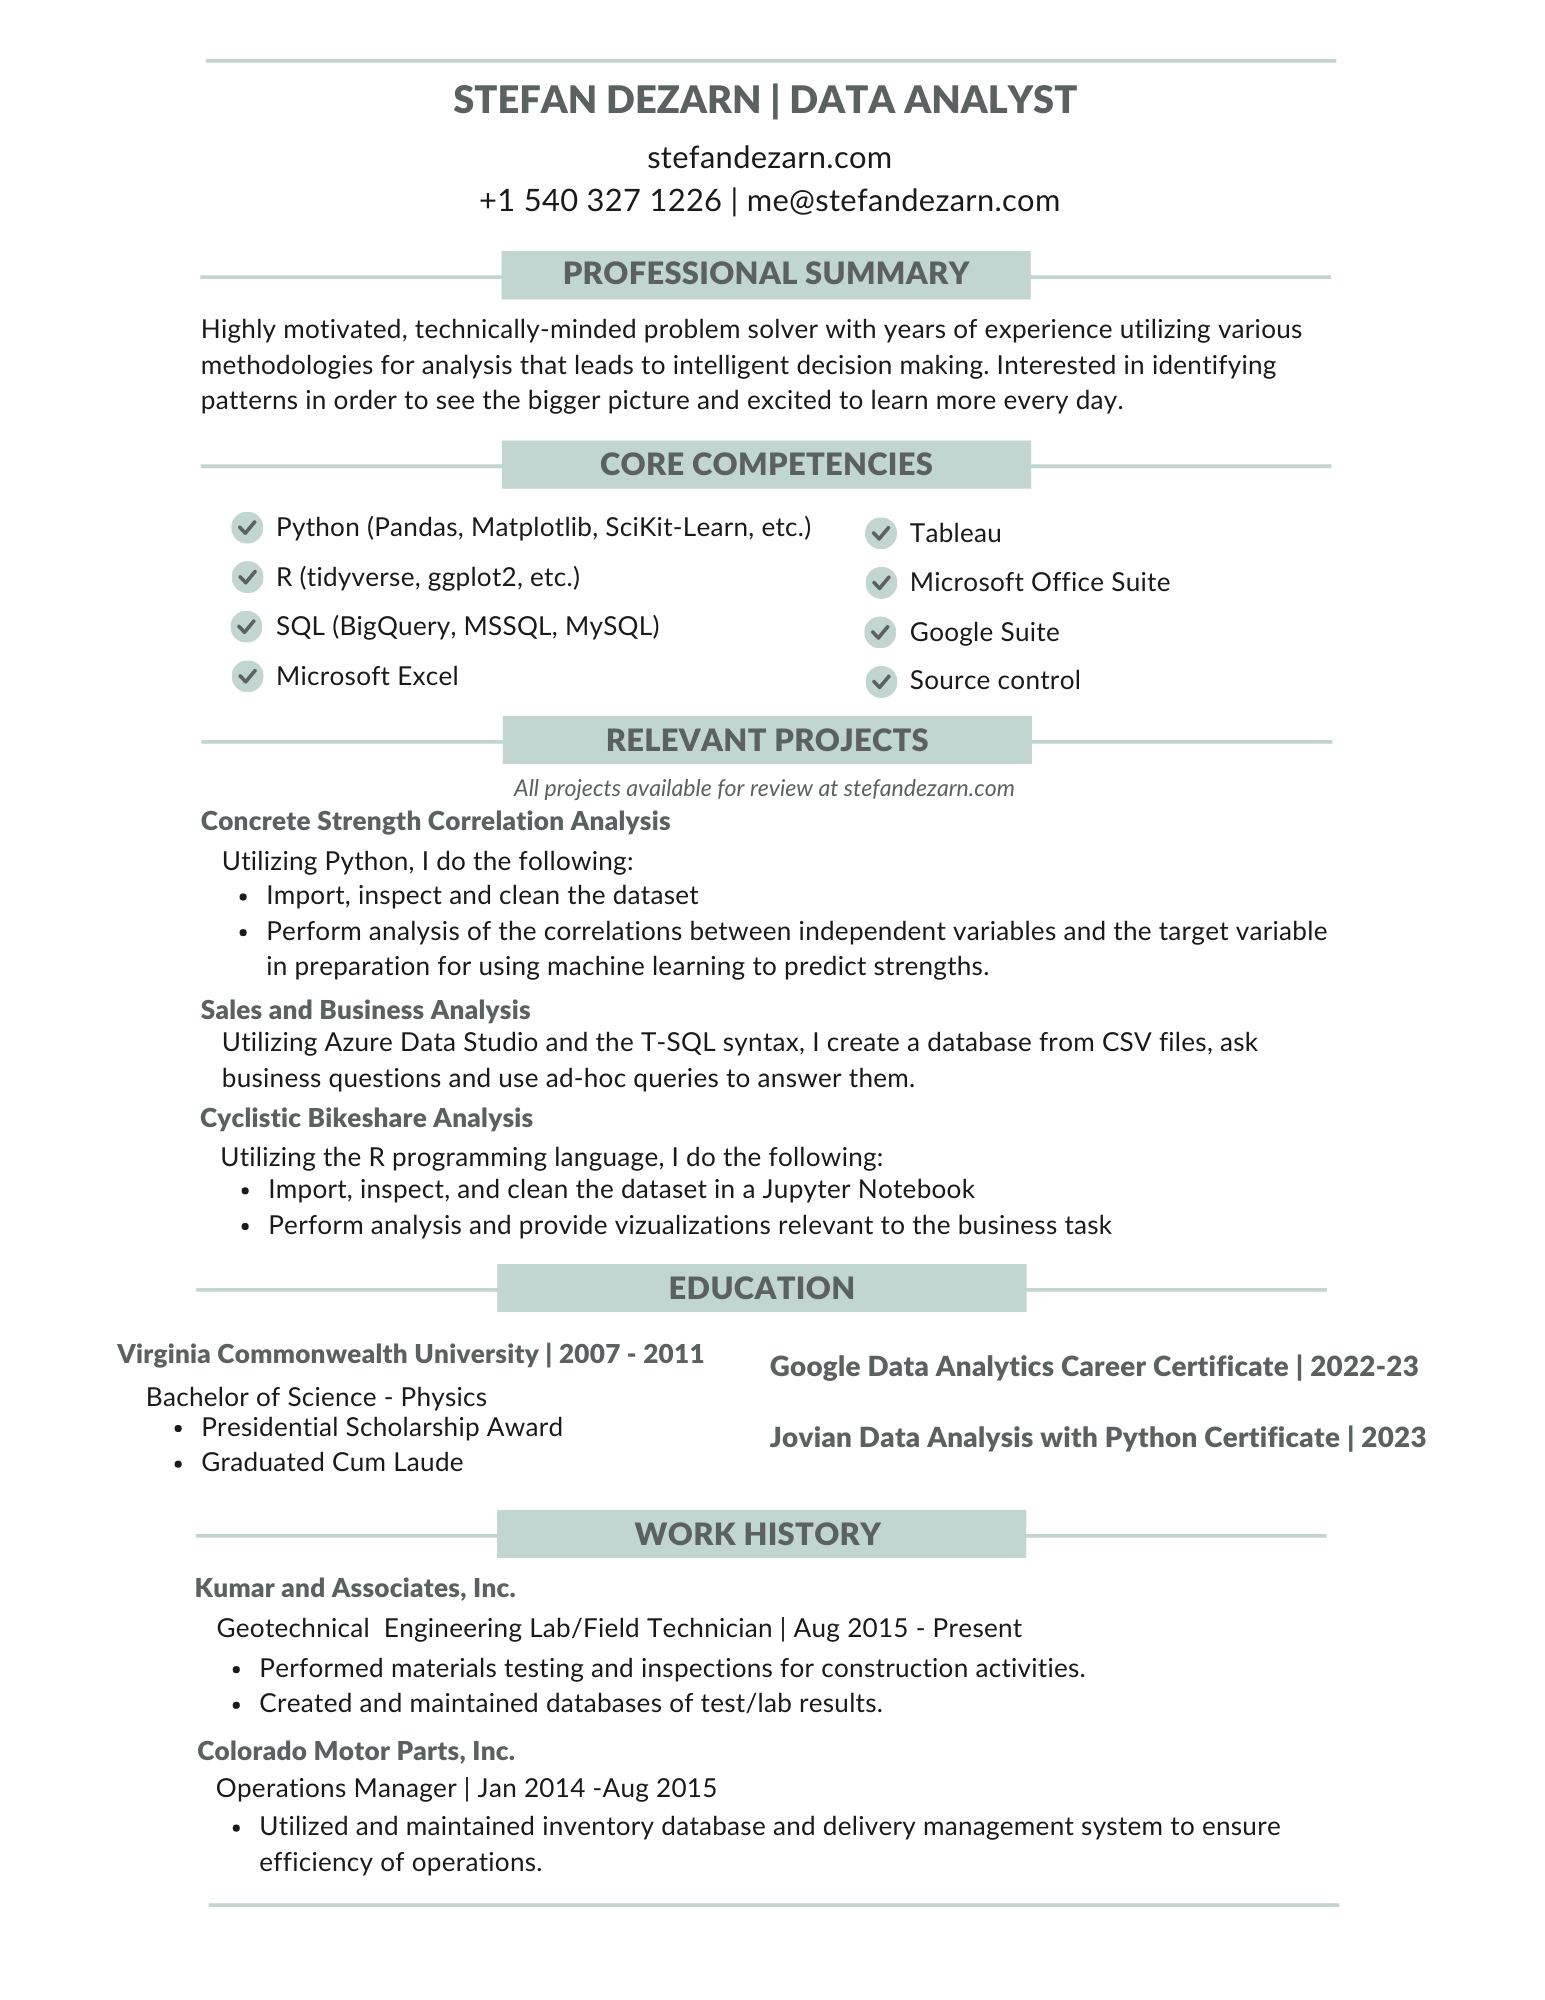 STEFAN DEZARN | DATA ANALYST
stefandezarn.com
+1 540 327 1226 | me@stefandezarn.com
PROFESSIONAL SUMMARY
Highly motivated, technically-minded problem solver with years of experience utilizing various
methodologies for analysis that leads to intelligent decision making. Interested in identifying
patterns in order to see the bigger picture and excited to learn more every day.
CORE COMPETENCIES
Python (Pandas, Matplotlib, SciKit-Learn, etc.)
R (tidyverse, ggplot2, etc.)
SQL (BigQuery, MSSQL, MySQL)
Microsoft Excel
Tableau
Microsoft Office Suite
Google Suite
Source control
RELEVANT PROJECTS
All projects available for review at stefandezarn.com
Concrete Strength Correlation Analysis
Utilizing Python, I do the following:
• Import, inspect and clean the dataset
• Perform analysis of the correlations between independent variables and the target variable
in preparation for using machine learning to predict strengths.
Sales and Business Analysis
Utilizing Azure Data Studio and the T-SQL syntax, I create a database from CSV files, ask
business questions and use ad-hoc queries to answer them.
Cyclistic Bikeshare Analysis
Utilizing the R programming language, I do the following:
• Import, inspect, and clean the dataset in a Jupyter Notebook
• Perform analysis and provide vizualizations relevant to the business task
EDUCATION
Virginia Commonwealth University | 2007 - 2011
Bachelor of Science - Physics
• Presidential Scholarship Award
• Graduated Cum Laude
Google Data Analytics Career Certificate | 2022-23
Jovian Data Analysis with Python Certificate | 2023
WORK HISTORY
Kumar and Associates, Inc.
Geotechnical  Engineering Lab/Field Technician | Aug 2015 - Present
• Performed materials testing and inspections for construction activities.
• Created and maintained databases of test/lab results.
Colorado Motor Parts, Inc.
Operations Manager | Jan 2014 -Aug 2015
• Utilized and maintained inventory database and delivery management system to ensure
efficiency of operations.